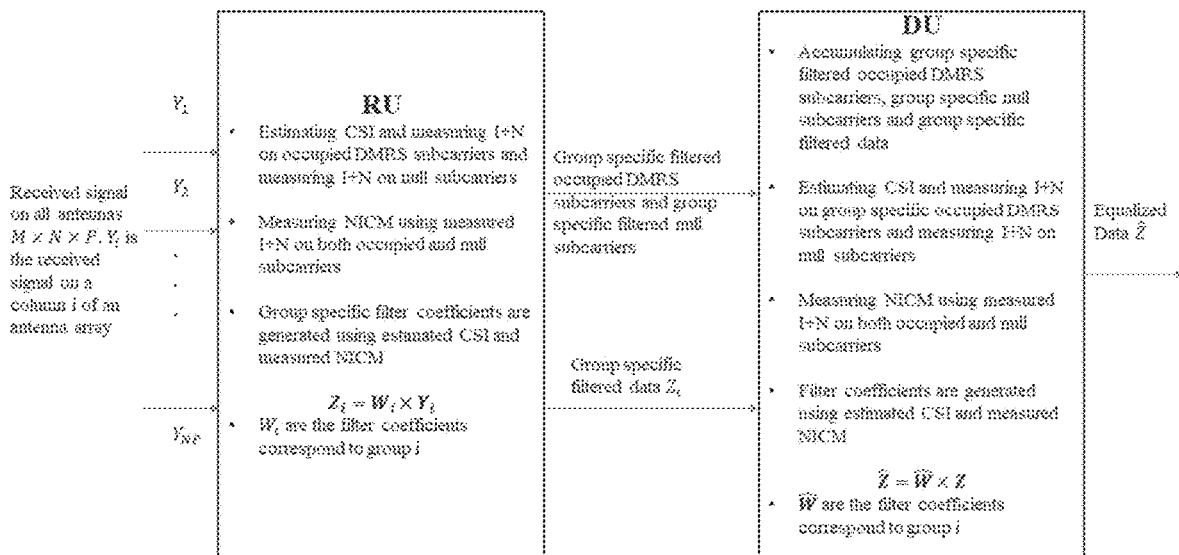 Received signal
on all antennas
M × N × P. Yᵢ is
the received
signal on a
column i of an
antenna array
Y₁
Y₂
.
.
.
Y_NP
RU
• Estimating CSI and measuring I+N
on occupied DMRS subcarriers and
measuring I+N on null subcarriers
• Measuring NICM using measured
I+N on both occupied and null
subcarriers
• Group specific filter coefficients are
generated using estimated CSI and
measured NICM
Zᵢ = Wᵢ × Yᵢ
• Wᵢ are the filter coefficients
correspond to group i
Group specific filtered
occupied DMRS
subcarriers and group
specific filtered null
subcarriers
Group specific
filtered data Zᵢ
DU
• Accumulating group specific
filtered occupied DMRS
subcarriers, group specific null
subcarriers and group specific
filtered data
• Estimating CSI and measuring I+N
on group specific occupied DMRS
subcarriers and measuring I+N on
null subcarriers
• Measuring NICM using measured
I+N on both occupied and null
subcarriers
• Filter coefficients are generated
using estimated CSI and measured
NICM
Ẑ = Ŵ × Z
• Ŵ are the filter coefficients
correspond to group i
Equalized
Data Ẑ